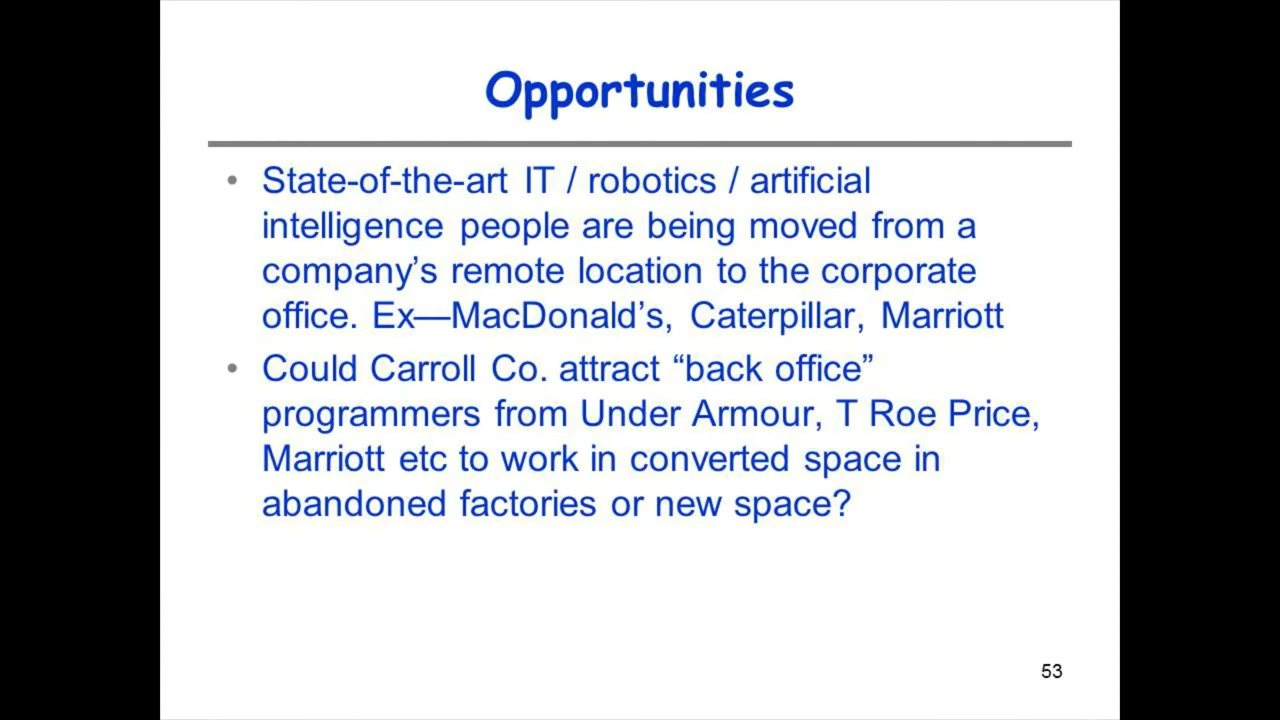 Opportunities
• State-of-the-art IT / robotics / artificial
intelligence people are being moved from a
company’s remote location to the corporate
office. Ex—MacDonald’s, Caterpillar, Marriott
• Could Carroll Co. attract “back office”
programmers from Under Armour, T Roe Price,
Marriott etc to work in converted space in
abandoned factories or new space?
53